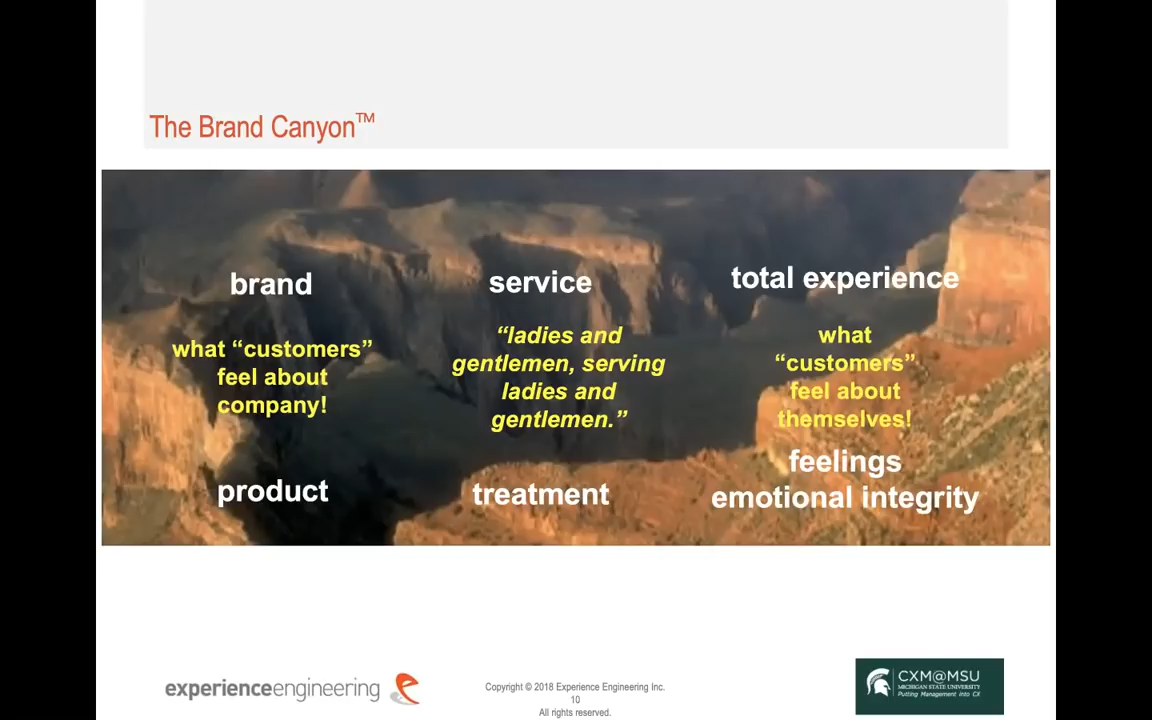 The Brand Canyon™
brand
what “customers”
feel about
company!
product
service
“ladies and
gentlemen, serving
ladies and
gentlemen.”
treatment
total experience
what
“customers”
feel about
themselves!
feelings
emotional integrity
experienceengineering
Copyright © 2018 Experience Engineering Inc.
10
All rights reserved.
CXM@MSU
MICHIGAN STATE UNIVERSITY
Putting Management into CX